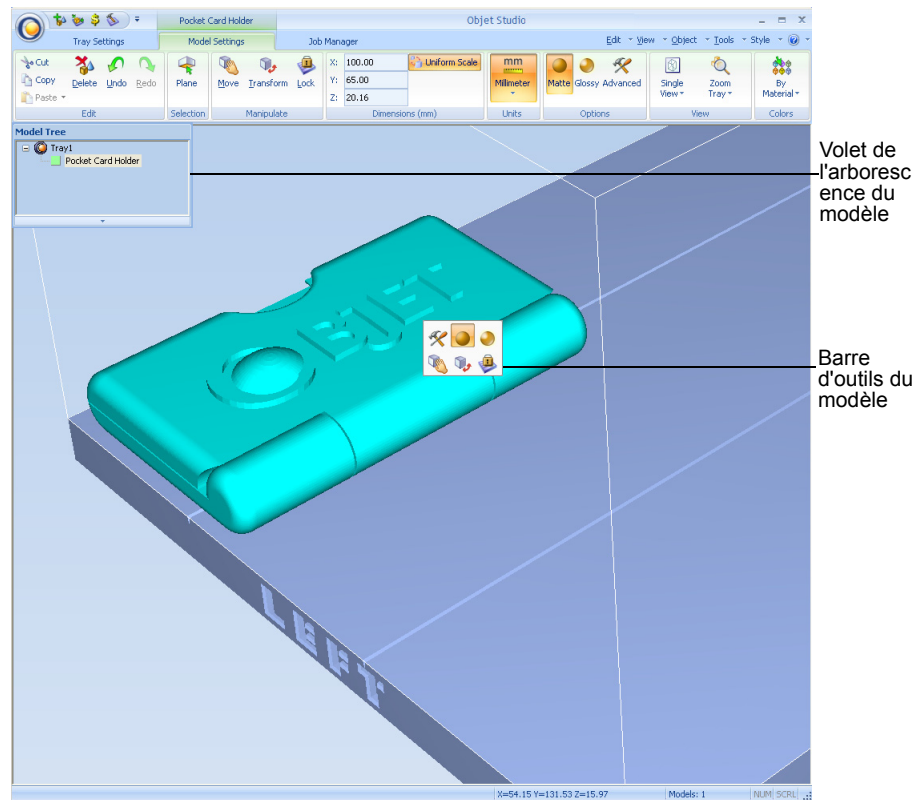 Pocket Card Holder
Objet Studio
Tray Settings
Model Settings
Job Manager
Edit View Object Tools Style
Cut
Copy
Paste
Delete
Undo
Redo
Edit
Plane
Selection
Move
Transform
Lock
Manipulate
X: 100.00
Y: 65.00
Z: 20.16
Uniform Scale
Dimensions (mm)
mm
Millimeter
Units
Matte
Glossy
Advanced
Options
Single View
Zoom Tray
View
By Material
Colors
Model Tree
Tray1
Pocket Card Holder
Volet de
l'arboresc
ence du
modèle
OBJET
Barre
d'outils du
modèle
LEFT
X=54.15 Y=131.53 Z=15.97
Models: 1
NUM
SCRL